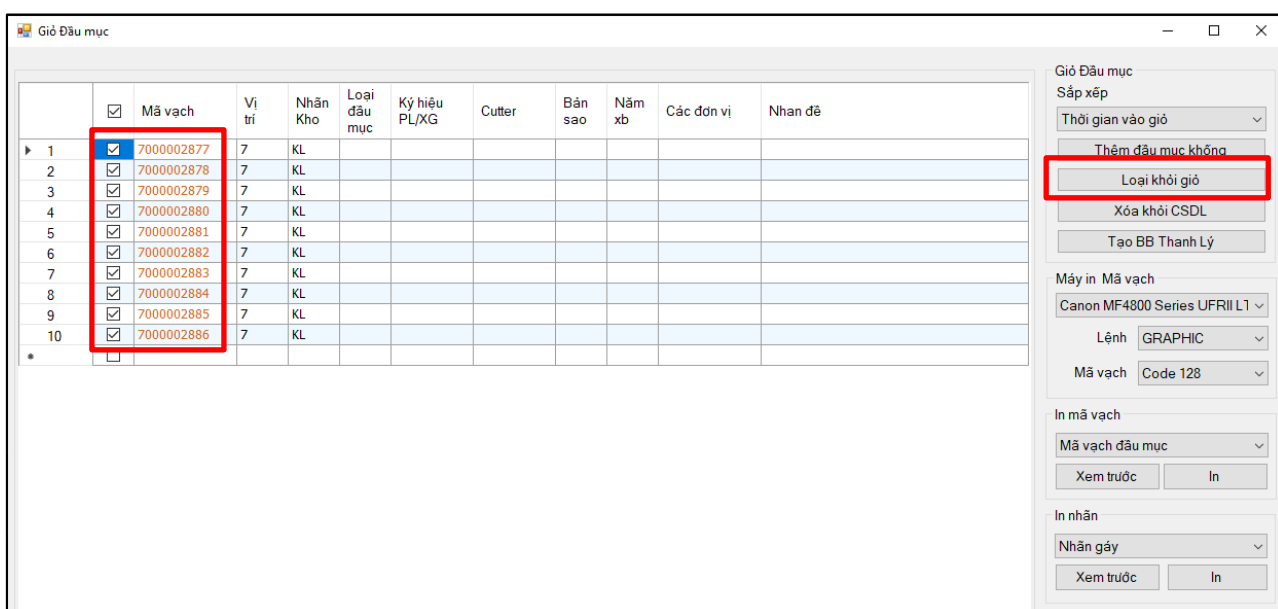 Giỏ Đầu mục
Mã vạch Vị trí Nhãn Kho Loại đầu mục Ký hiệu PL/XG Cutter Bản sao Năm xb Các đơn vị Nhan đề
1 7000002877 7 KL
2 7000002878 7 KL
3 7000002879 7 KL
4 7000002880 7 KL
5 7000002881 7 KL
6 7000002882 7 KL
7 7000002883 7 KL
8 7000002884 7 KL
9 7000002885 7 KL
10 7000002886 7 KL
*
Giỏ Đầu mục
Sắp xếp
Thời gian vào giỏ
Thêm đầu mục khống
Loại khỏi giỏ
Xóa khỏi CSDL
Tạo BB Thanh Lý
Máy in Mã vạch
Canon MF4800 Series UFRII LT
Lệnh GRAPHIC
Mã vạch Code 128
In mã vạch
Mã vạch đầu mục
Xem trước In
In nhãn
Nhãn gáy
Xem trước In